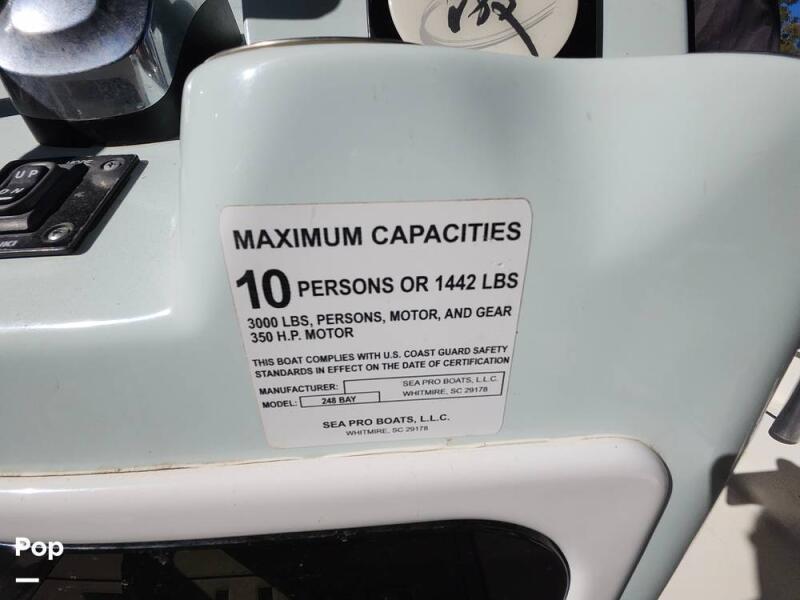 UP
DN
MAXIMUM CAPACITIES
10 PERSONS OR 1442 LBS
3000 LBS, PERSONS, MOTOR, AND GEAR
350 H.P. MOTOR
THIS BOAT COMPLIES WITH U.S. COAST GUARD SAFETY
STANDARDS IN EFFECT ON THE DATE OF CERTIFICATION
MANUFACTURER: SEA PRO BOATS, L.L.C.
WHITMIRE, SC 29178
MODEL: 248 BAY
SEA PRO BOATS, L.L.C.
WHITMIRE, SC 29178
Pop